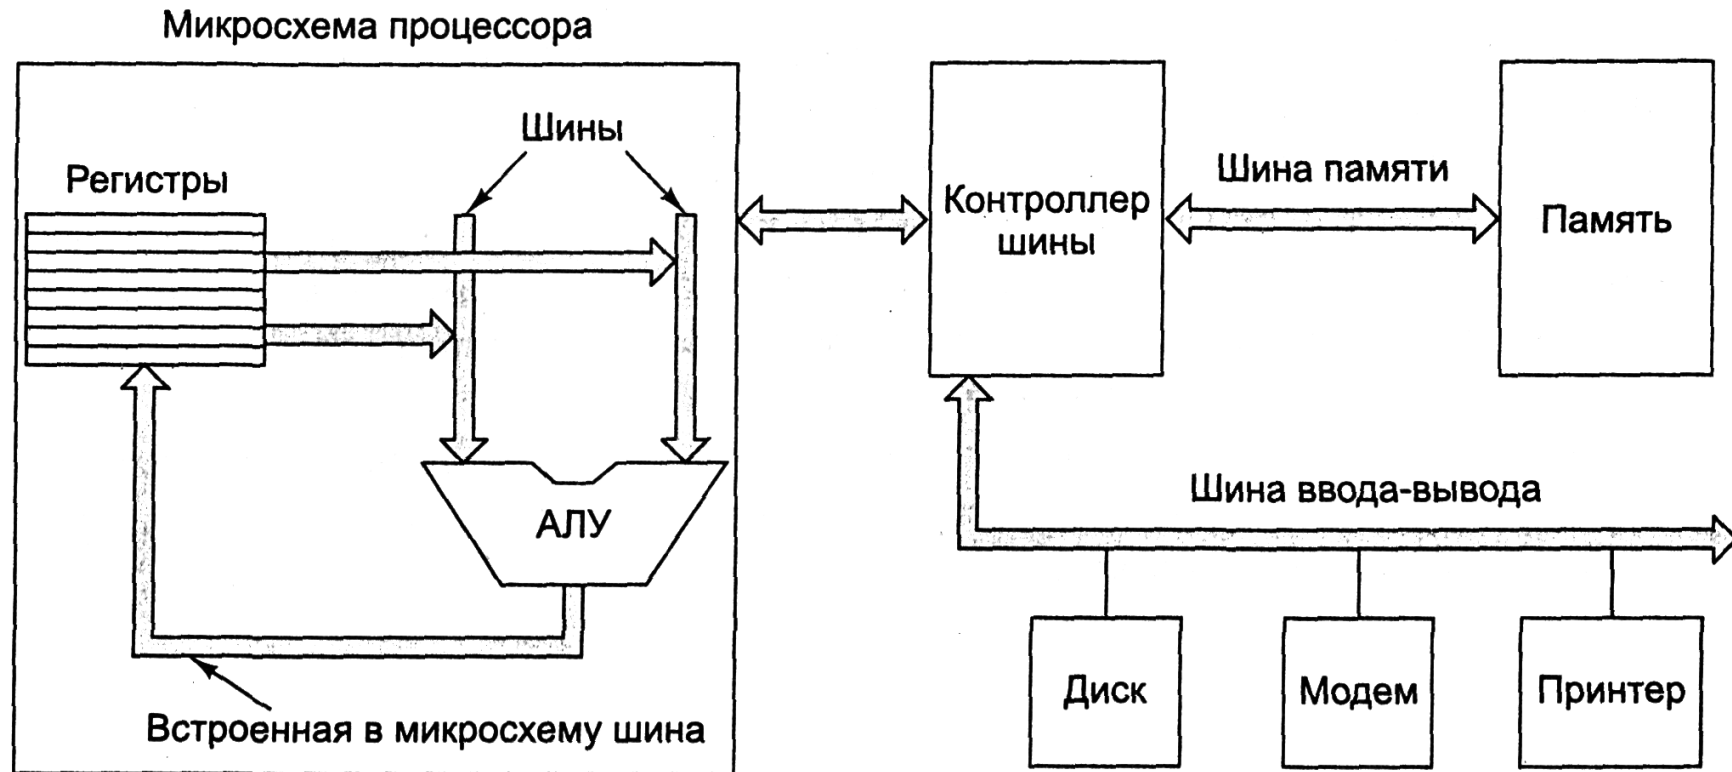 Микросхема процессора
Шины
Регистры
АЛУ
Встроенная в микросхему шина
Контроллер
шины
Шина памяти
Память
Шина ввода-вывода
Диск
Модем
Принтер